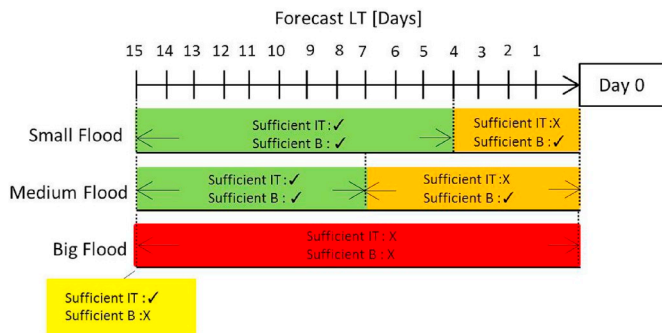 Forecast LT [Days]
15 14 13 12 11 10 9 8 7 6 5 4 3 2 1
Day 0
Small Flood
Sufficient IT :✓
Sufficient B : ✓
Sufficient IT :X
Sufficient B : ✓
Medium Flood
Sufficient IT :✓
Sufficient B : ✓
Sufficient IT :X
Sufficient B : ✓
Big Flood
Sufficient IT : X
Sufficient B : X
Sufficient IT :✓
Sufficient B :X